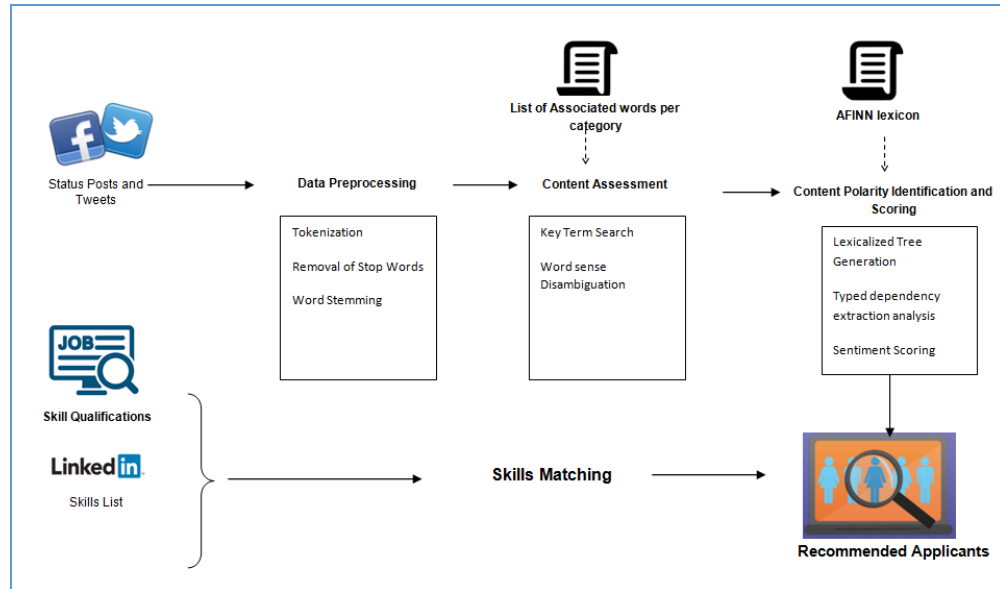 List of Associated words per
category
AFINN lexicon
Status Posts and
Tweets
Data Preprocessing
Content Assessment
Content Polarity Identification and
Scoring
Tokenization
Removal of Stop Words
Word Stemming
Key Term Search
Word sense
Disambiguation
Lexicalized Tree
Generation
Typed dependency
extraction analysis
Sentiment Scoring
JOB
Skill Qualifications
Linked in
Skills List
Skills Matching
Recommended Applicants